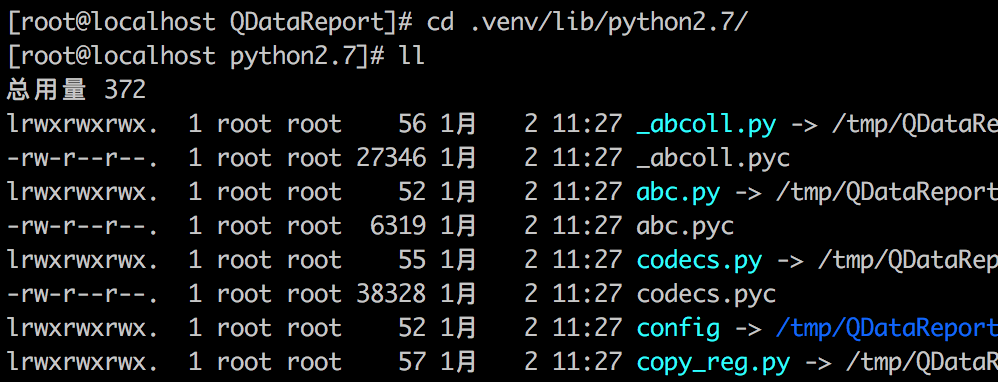 [root@localhost QDataReport]# cd .venv/lib/python2.7/
[root@localhost python2.7]# ll
总用量 372
lrwxrwxrwx.  1 root root    56 1月   2 11:27 _abcoll.py -> /tmp/QDataRe
-rw-r--r--.  1 root root 27346 1月   2 11:27 _abcoll.pyc
lrwxrwxrwx.  1 root root    52 1月   2 11:27 abc.py -> /tmp/QDataReport
-rw-r--r--.  1 root root  6319 1月   2 11:27 abc.pyc
lrwxrwxrwx.  1 root root    55 1月   2 11:27 codecs.py -> /tmp/QDataRep
-rw-r--r--.  1 root root 38328 1月   2 11:27 codecs.pyc
lrwxrwxrwx.  1 root root    52 1月   2 11:27 config -> /tmp/QDataReport
lrwxrwxrwx.  1 root root    57 1月   2 11:27 copy_reg.py -> /tmp/QDataR